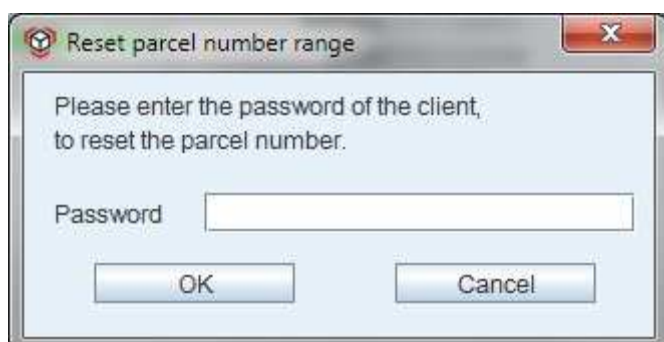 Reset parcel number range
Please enter the password of the client,
to reset the parcel number.
Password
OK
Cancel